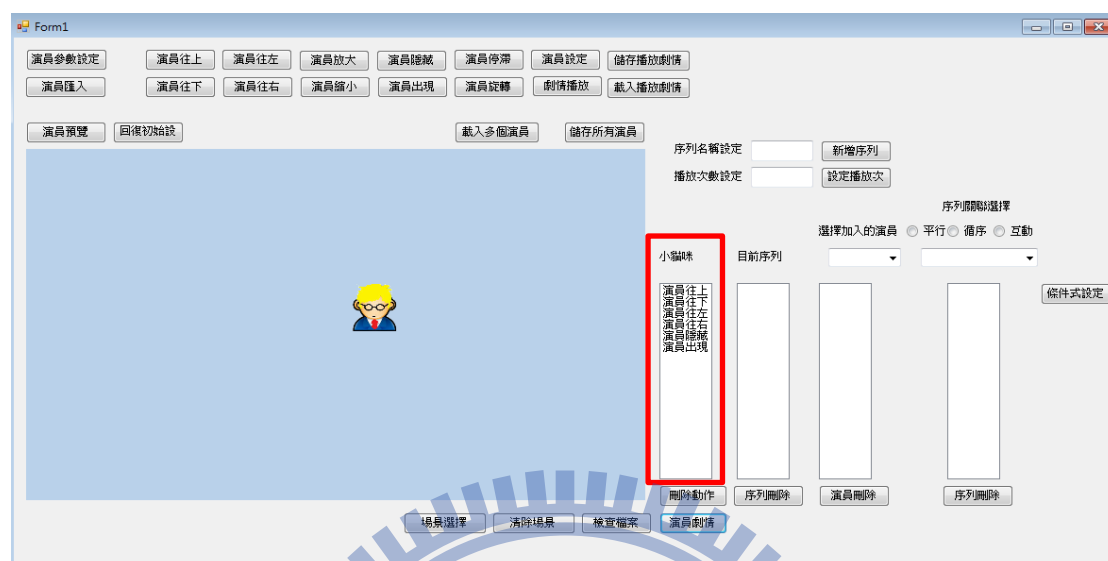 Form1
演員參數設定 演員往上 演員往左 演員放大 演員隱藏 演員停滯 演員設定 儲存播放劇情
演員匯入 演員往下 演員往右 演員縮小 演員出現 演員旋轉 劇情播放 載入播放劇情
演員預覽 回復初始設 載入多個演員 儲存所有演員
序列名稱設定 新增序列
播放次數設定 設定播放次
序列關聯選擇
選擇加入的演員 平行 循序 互動
小貓咪 目前序列
條件式設定
演員往上
演員往下
演員往左
演員往右
演員隱藏
演員出現
刪除動作 序列刪除 演員刪除 序列刪除
場景選擇 清除場景 檢查檔案 演員劇情